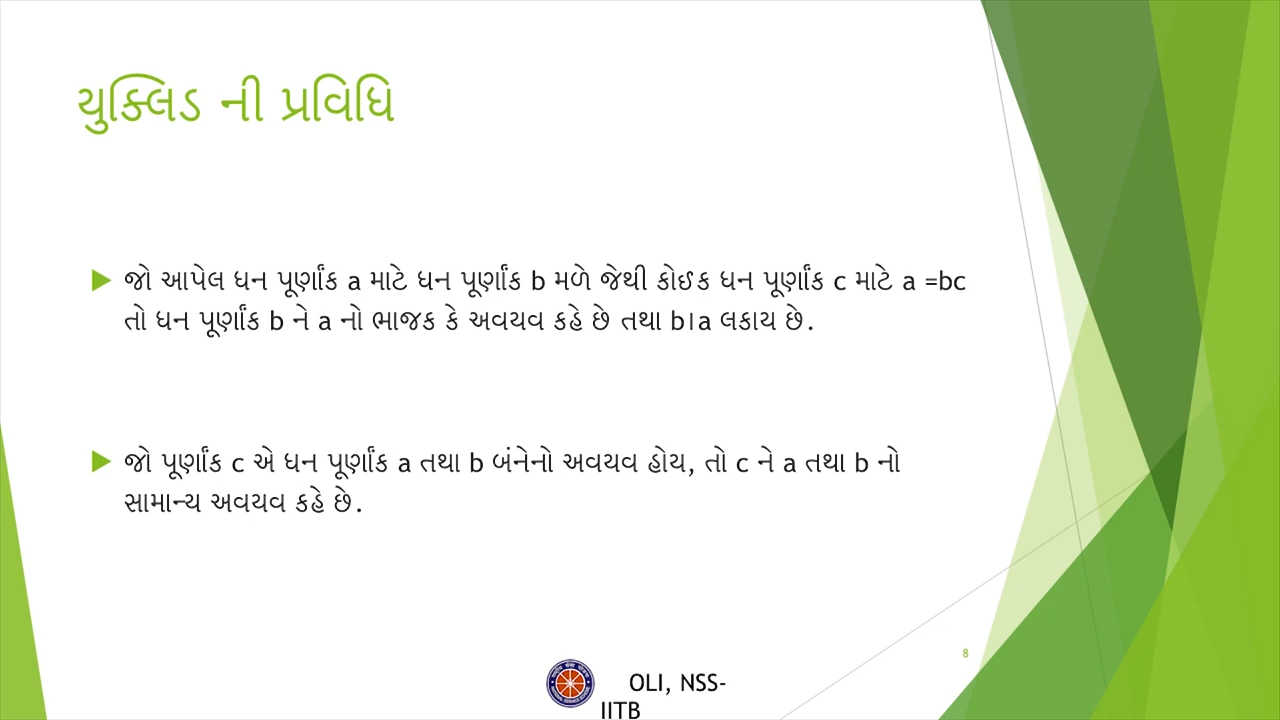 યુક્લિડ ની પ્રવિધિ
જો આપેલ ધન પૂર્ણાંક a માટે ધન પૂર્ણાંક b મળે જેથી કોઈક ધન પૂર્ણાંક c માટે a =bc
તો ધન પૂર્ણાંક b ને a નો ભાજક કે અવયવ કહે છે તથા b।a લકાય છે.
જો પૂર્ણાંક c એ ધન પૂર્ણાંક a તથા b બંનેનો અવયવ હોય, તો c ને a તથા b નો
સામાન્ય અવયવ કહે છે.
8
OLI, NSS-
IITB